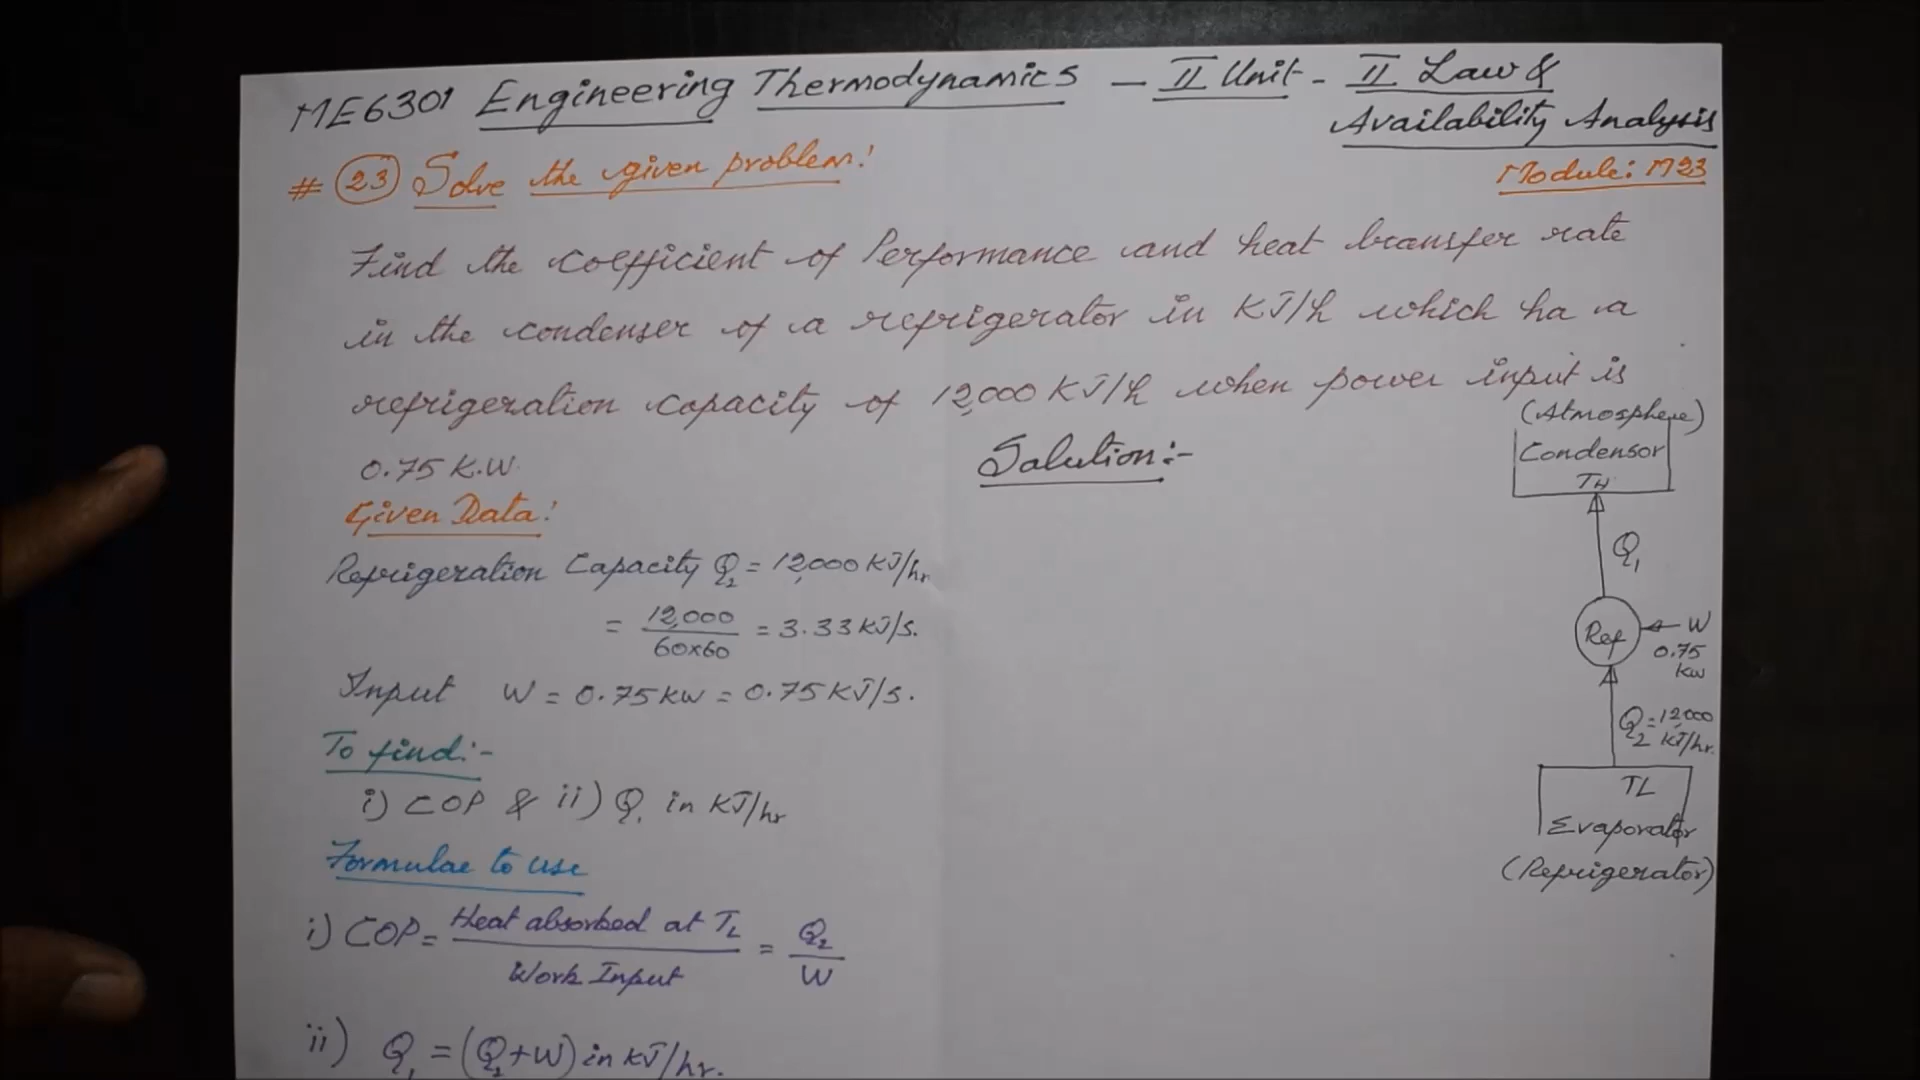 ME6301 Engineering Thermodynamics - II Unit - II Law &
Availability Analysis
# 23 Solve the given problem!
Module: M23
Find the coefficient of Performance and heat transfer rate
in the condenser of a refrigerator in KJ/h which ha a
refrigeration capacity of 12,000 KJ/h when power input is
0.75 K.W.
Solution:-
Given Data!
Refrigeration Capacity Q2 = 12,000 KJ/hr
= 12,000 / 60x60 = 3.33 KJ/s.
Input W = 0.75 kW = 0.75 KJ/s.
To find:-
i) COP & ii) Q1 in KJ/hr
Formulae to use
i) COP = Heat absorbed at TL / Work Input = Q2 / W
ii) Q1 = (Q2+W) in KJ/hr.
(Atmosphere)
Condensor
TH
Q1
Ref
W
0.75
kW
Q2 = 12,000
KJ/hr.
TL
Evaporator
(Refrigerator)